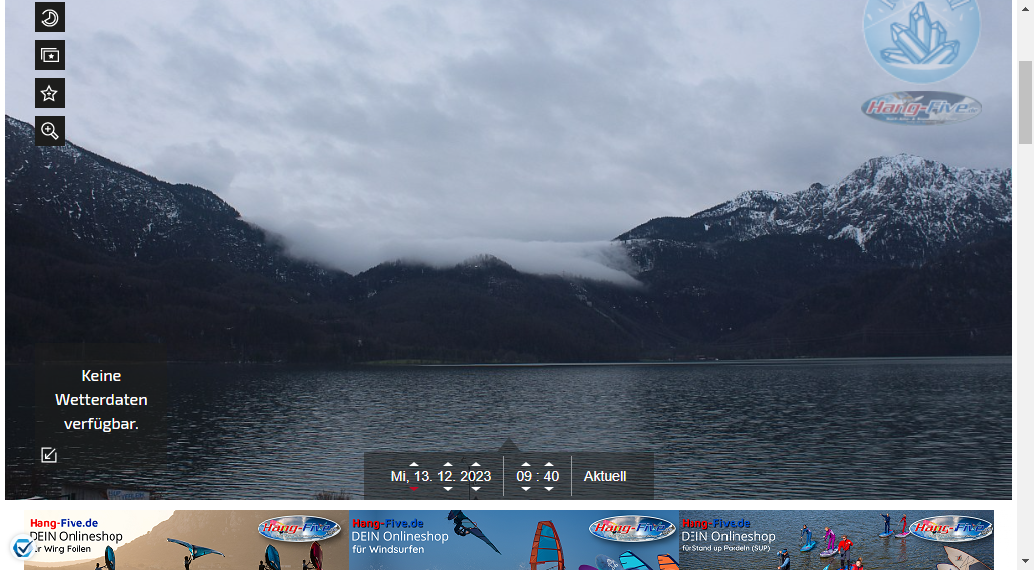 Hang-Five
Keine
Wetterdaten
verfügbar.
Mi, 13. 12. 2023 09 : 40 Aktuell
Hang-Five.de
DEIN Onlineshop
für Wing Foilen
Hang-Five
Hang-Five.de
DEIN Onlineshop
für Windsurfen
Hang-Five
Hang-Five.de
DEIN Onlineshop
für Stand up Paddeln (SUP)
Hang-Five